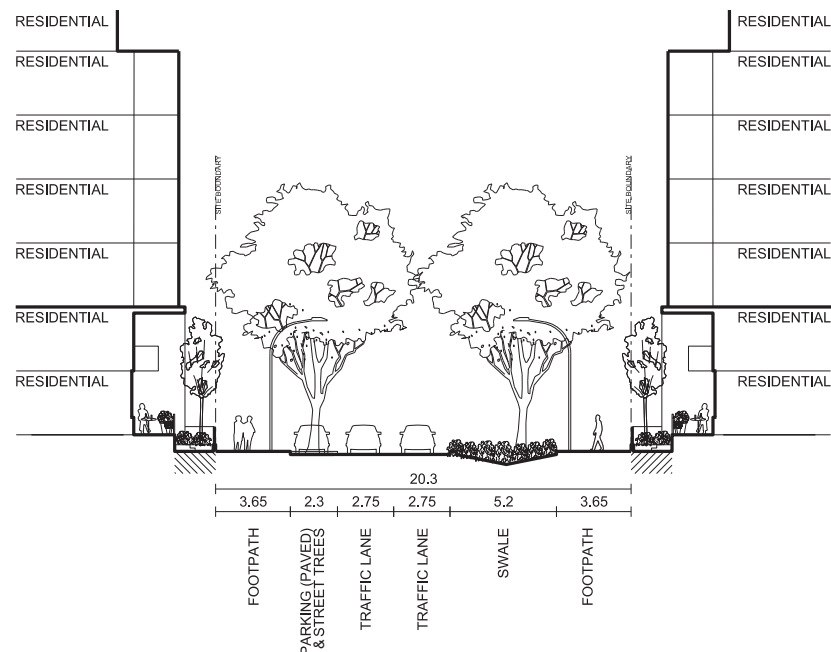 RESIDENTIAL
RESIDENTIAL
RESIDENTIAL
RESIDENTIAL
RESIDENTIAL
RESIDENTIAL
RESIDENTIAL
SITE BOUNDARY
SITE BOUNDARY
RESIDENTIAL
RESIDENTIAL
RESIDENTIAL
RESIDENTIAL
RESIDENTIAL
RESIDENTIAL
RESIDENTIAL
20.3
3.65
2.3
2.75
2.75
5.2
3.65
FOOTPATH
PARKING (PAVED)
& STREET TREES
TRAFFIC LANE
TRAFFIC LANE
SWALE
FOOTPATH